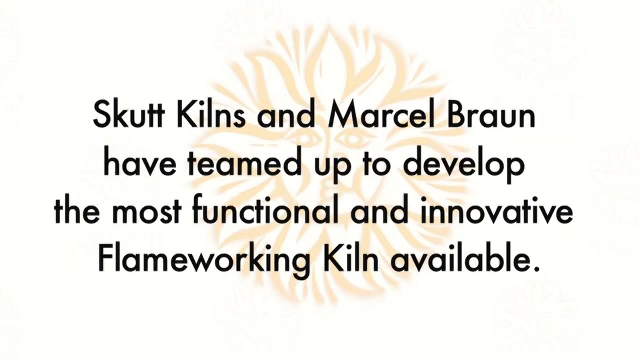 Skutt Kilns and Marcel Braun
have teamed up to develop
the most functional and innovative
Flameworking Kiln available.